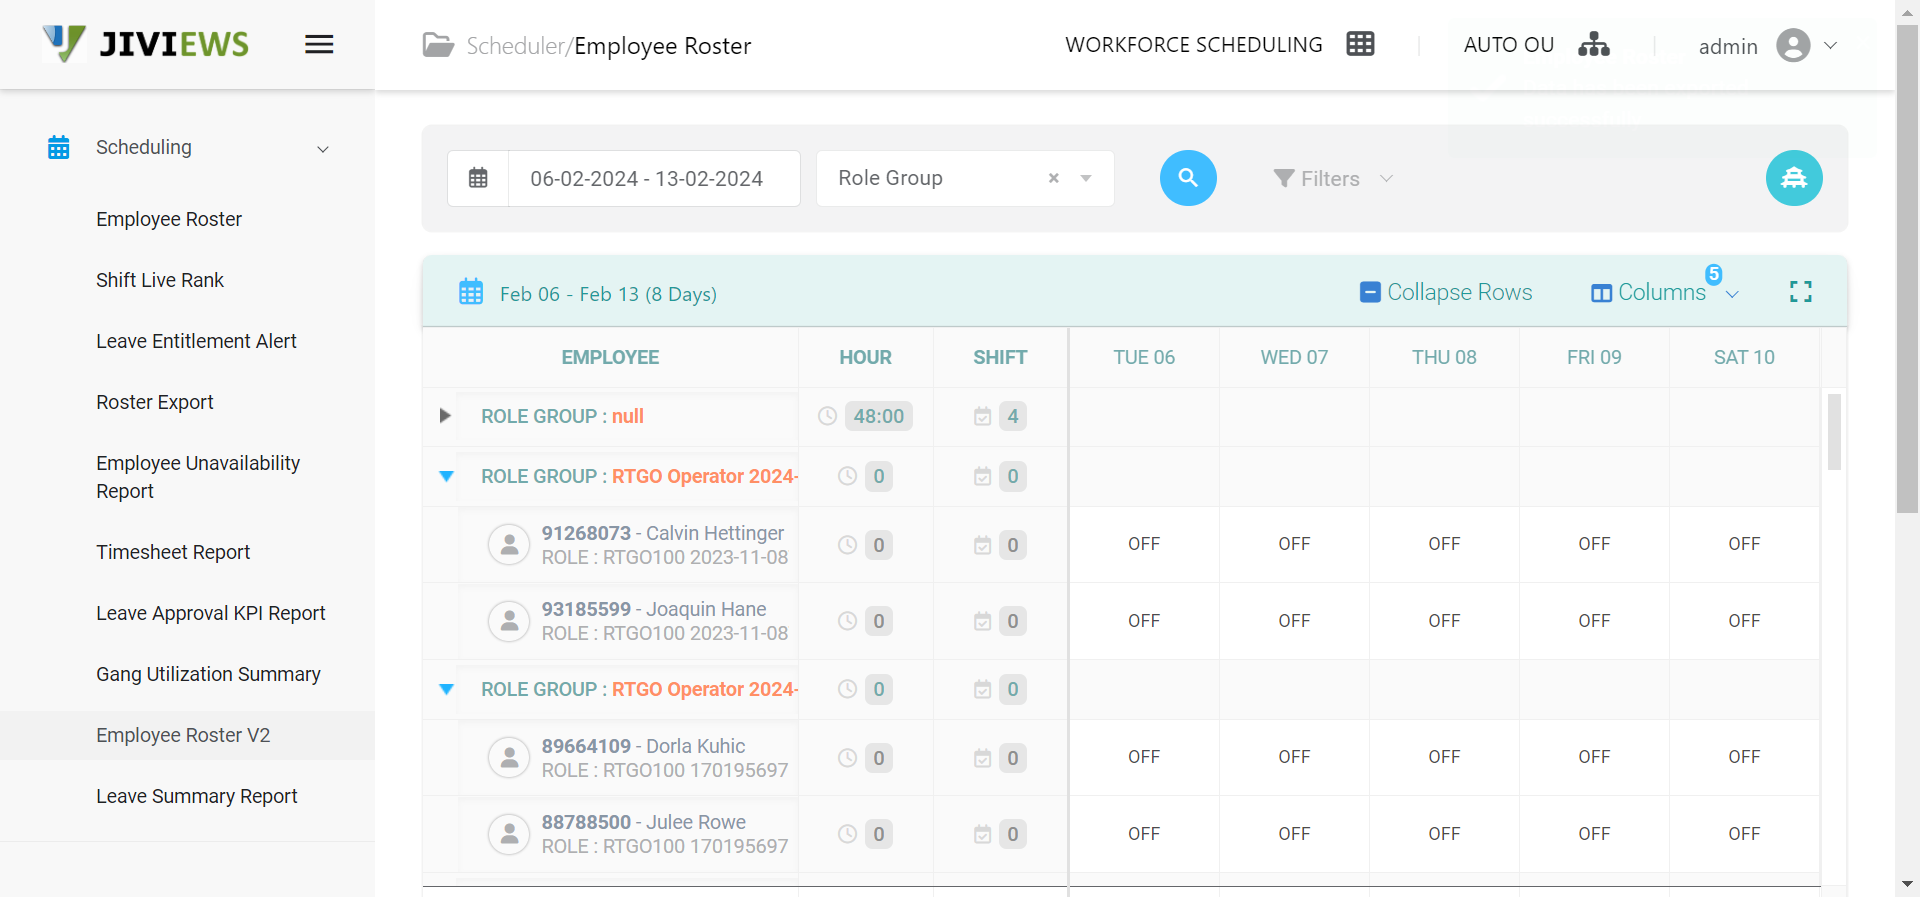 JIVIEWS
Scheduler/Employee Roster
WORKFORCE SCHEDULING
AUTO OU
admin
Scheduling
Employee Roster
Shift Live Rank
Leave Entitlement Alert
Roster Export
Employee Unavailability
Report
Timesheet Report
Leave Approval KPI Report
Gang Utilization Summary
Employee Roster V2
Leave Summary Report
06-02-2024 - 13-02-2024
Role Group
×
Filters
Feb 06 - Feb 13 (8 Days)
Collapse Rows
Columns
5
EMPLOYEE HOUR SHIFT TUE 06 WED 07 THU 08 FRI 09 SAT 10
ROLE GROUP : null 48:00 4
ROLE GROUP : RTGO Operator 2024- 0 0
91268073 - Calvin Hettinger
ROLE : RTGO100 2023-11-08
0 0 OFF OFF OFF OFF OFF
93185599 - Joaquin Hane
ROLE : RTGO100 2023-11-08
0 0 OFF OFF OFF OFF OFF
ROLE GROUP : RTGO Operator 2024- 0 0
89664109 - Dorla Kuhic
ROLE : RTGO100 170195697
0 0 OFF OFF OFF OFF OFF
88788500 - Julee Rowe
ROLE : RTGO100 170195697
0 0 OFF OFF OFF OFF OFF